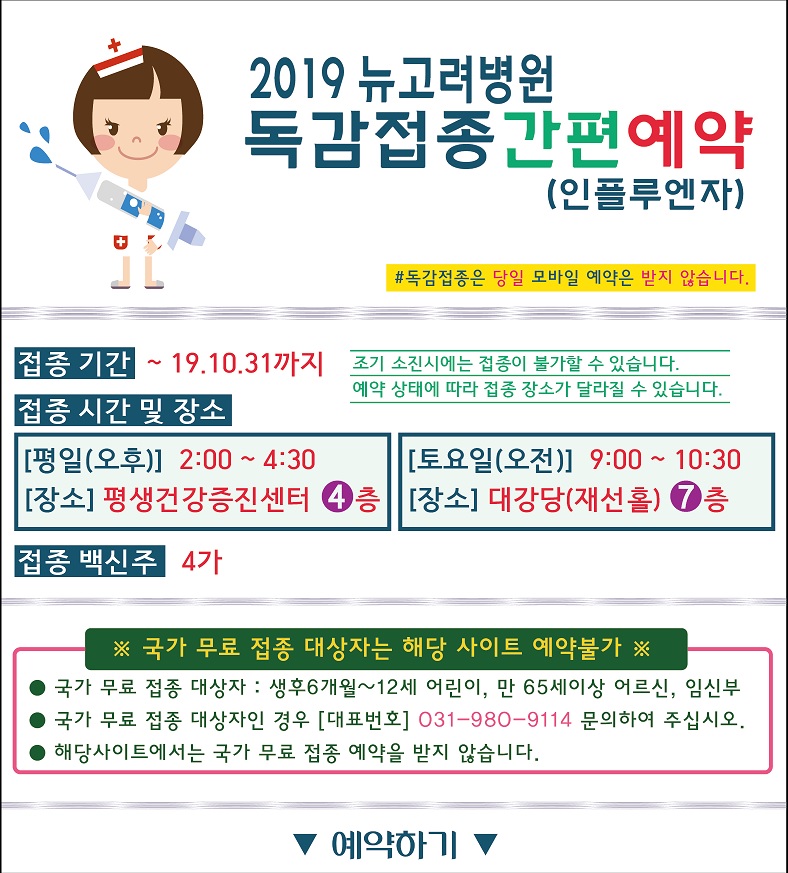 2019 뉴고려병원
독감접종간편예약
(인플루엔자)
#독감접종은 당일 모바일 예약은 받지 않습니다.
접종 기간 ~ 19.10.31까지
조기 소진시에는 접종이 불가할 수 있습니다.
예약 상태에 따라 접종 장소가 달라질 수 있습니다.
접종 시간 및 장소
[평일(오후)] 2:00 ~ 4:30
[장소] 평생건강증진센터 4층
[토요일(오전)] 9:00 ~ 10:30
[장소] 대강당(재선홀) 7층
접종 백신주 4가
※ 국가 무료 접종 대상자는 해당 사이트 예약불가 ※
● 국가 무료 접종 대상자 : 생후6개월~12세 어린이, 만 65세이상 어르신, 임신부
● 국가 무료 접종 대상자인 경우 [대표번호] 031-980-9114 문의하여 주십시오.
● 해당사이트에서는 국가 무료 접종 예약을 받지 않습니다.
▼ 예약하기 ▼